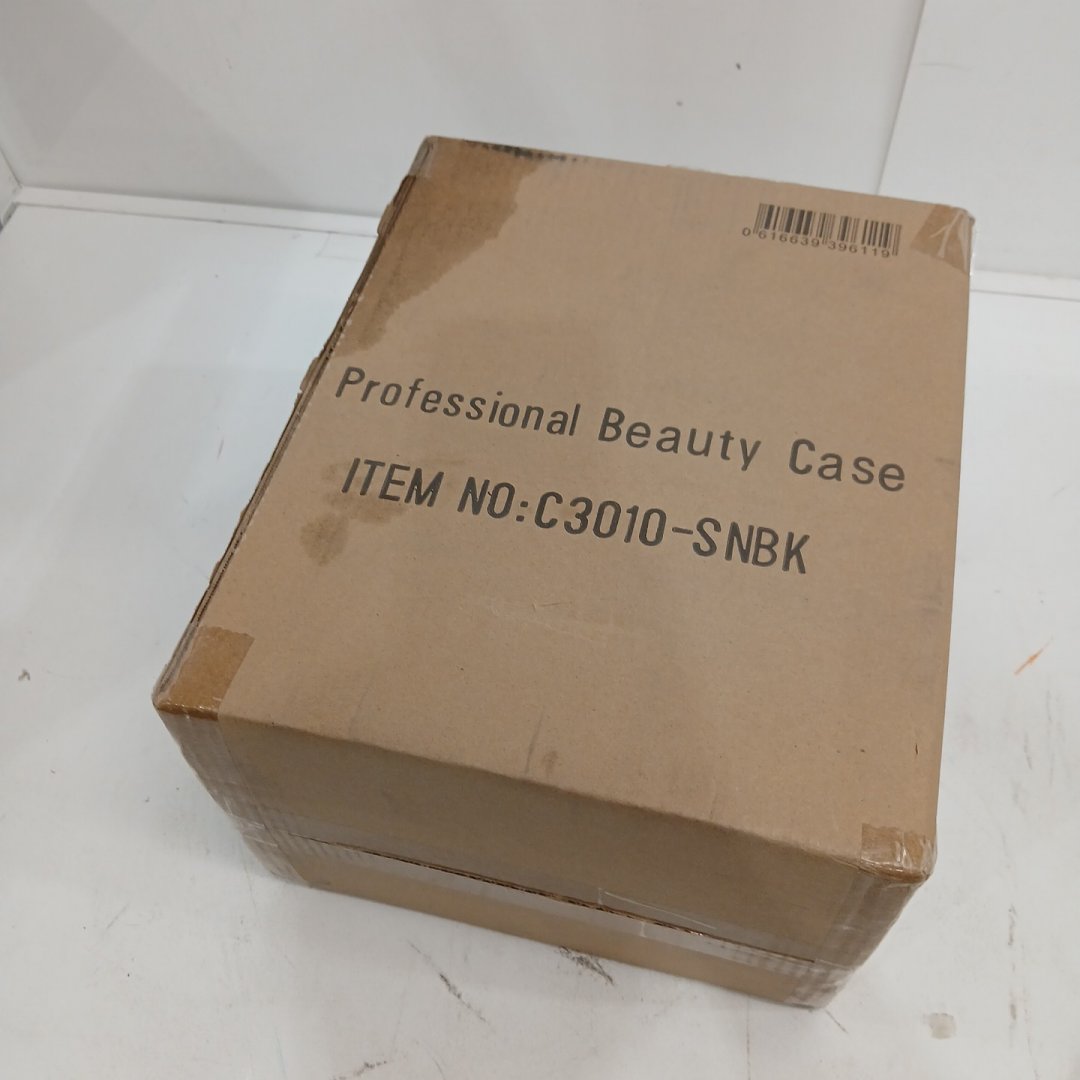 0 616639 396119
Professional Beauty Case
ITEM NO:C3010-SNBK